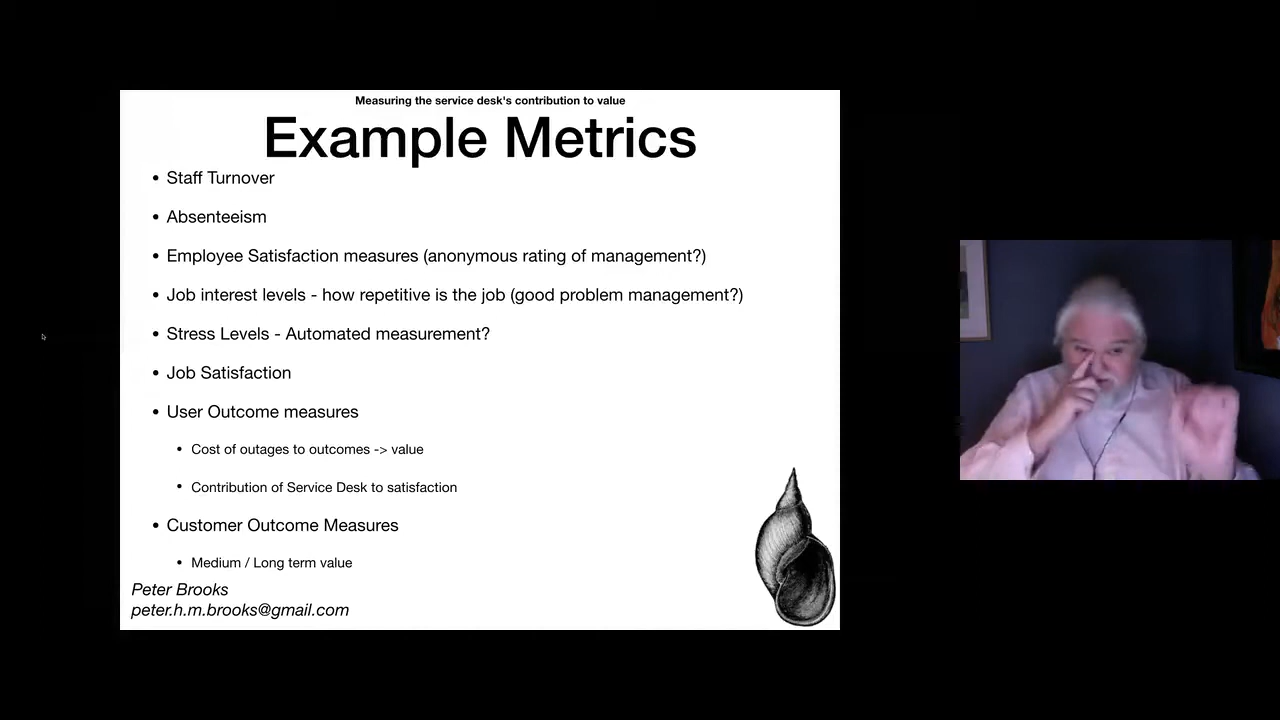 Measuring the service desk's contribution to value
Example Metrics
• Staff Turnover
• Absenteeism
• Employee Satisfaction measures (anonymous rating of management?)
• Job interest levels - how repetitive is the job (good problem management?)
• Stress Levels - Automated measurement?
• Job Satisfaction
• User Outcome measures
• Cost of outages to outcomes -> value
• Contribution of Service Desk to satisfaction
• Customer Outcome Measures
• Medium / Long term value
Peter Brooks
peter.h.m.brooks@gmail.com